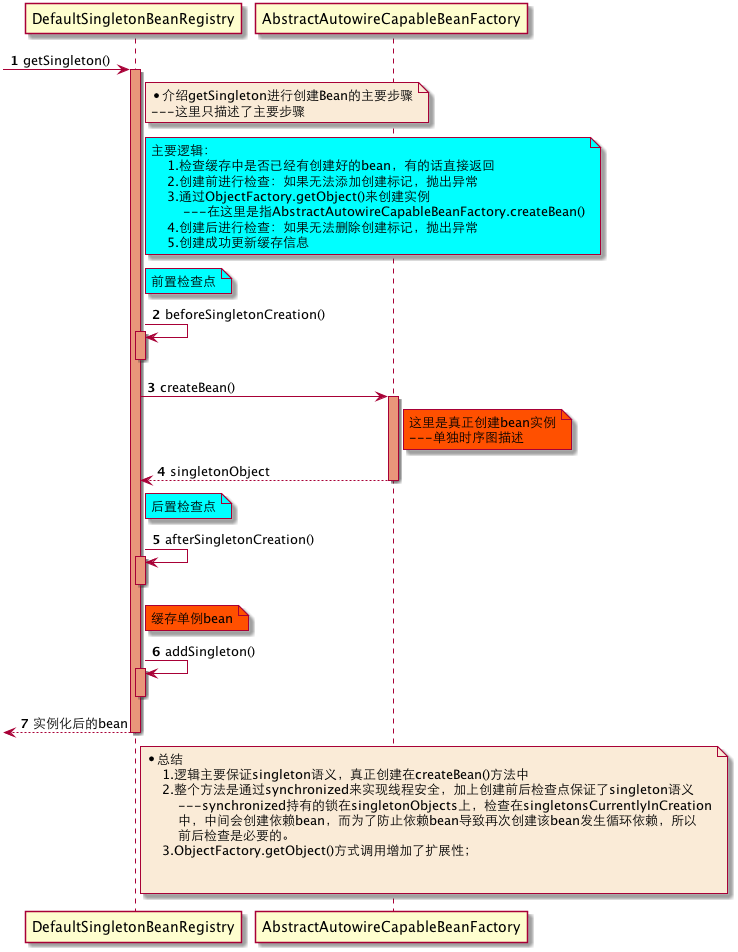 DefaultSingletonBeanRegistry
AbstractAutowireCapableBeanFactory
1 getSingleton()
•介绍getSingleton进行创建Bean的主要步骤
---这里只描述了主要步骤
主要逻辑：
1.检查缓存中是否已经有创建好的bean，有的话直接返回
2.创建前进行检查：如果无法添加创建标记，抛出异常
3.通过ObjectFactory.getObject()来创建实例
---在这里是指AbstractAutowireCapableBeanFactory.createBean()
4.创建后进行检查：如果无法删除创建标记，抛出异常
5.创建成功更新缓存信息
前置检查点
2 beforeSingletonCreation()
3 createBean()
这里是真正创建bean实例
---单独时序图描述
4 singletonObject
后置检查点
5 afterSingletonCreation()
缓存单例bean
6 addSingleton()
7 实例化后的bean
•总结
1.逻辑主要保证singleton语义，真正创建在createBean()方法中
2.整个方法是通过synchronized来实现线程安全，加上创建前后检查点保证了singleton语义
---synchronized持有的锁在singletonObjects上，检查在singletonsCurrentlyInCreation
中，中间会创建依赖bean，而为了防止依赖bean导致再次创建该bean发生循环依赖，所以
前后检查是必要的。
3.ObjectFactory.getObject()方式调用增加了扩展性；
DefaultSingletonBeanRegistry
AbstractAutowireCapableBeanFactory